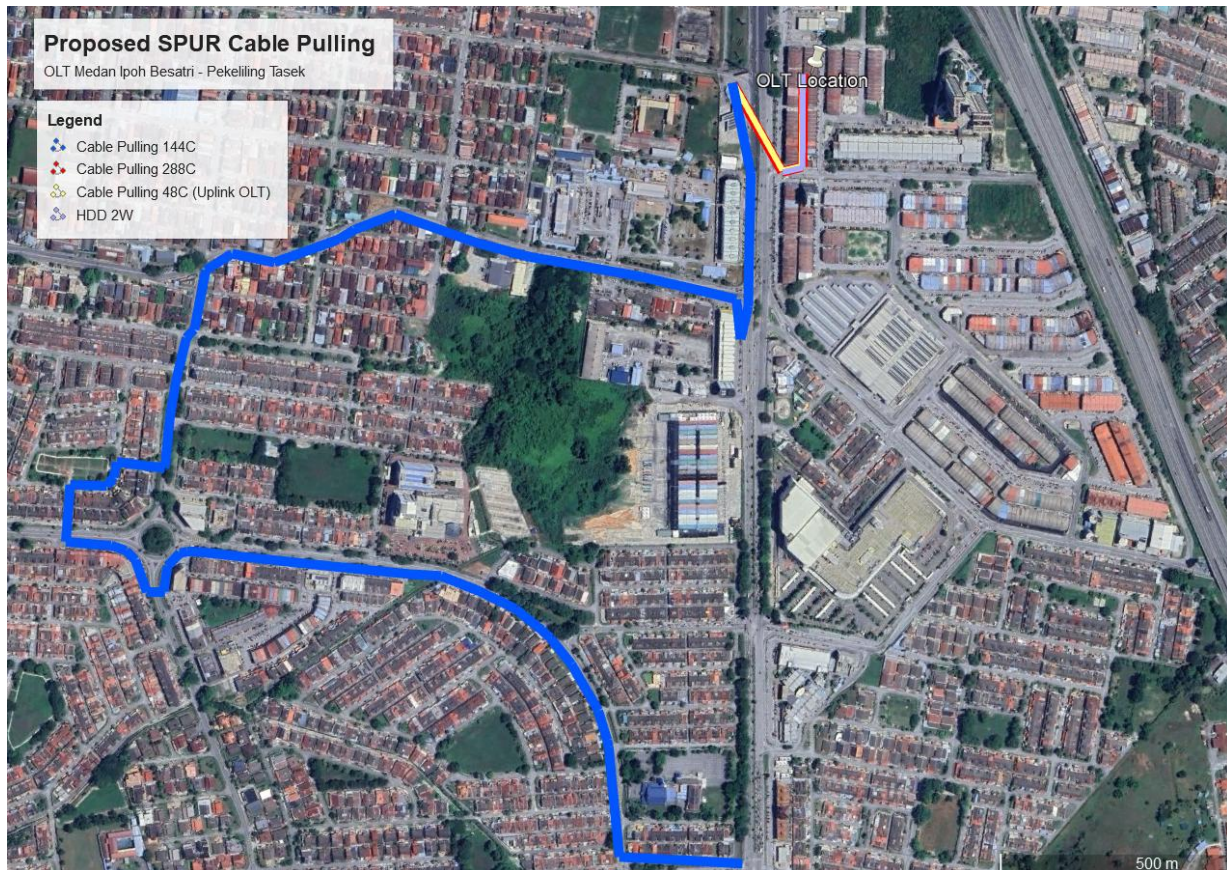 Proposed SPUR Cable Pulling
OLT Medan Ipoh Besatri - Pekeliling Tasek
Legend
Cable Pulling 144C
Cable Pulling 288C
Cable Pulling 48C (Uplink OLT)
HDD 2W
OLT Location
500 m